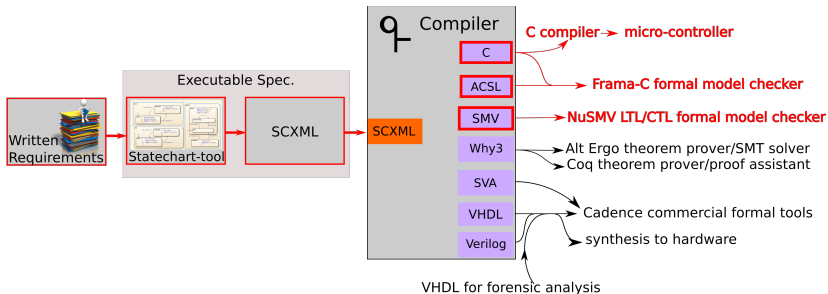 Compiler
C compiler
micro-controller
C
Executable Spec.
ACSL
Frama-C formal model checker
SMV
NuSMV LTL/CTL formal model checker
Written
Requirements
Statechart-tool
SCXML
SCXML
Why3
Alt Ergo theorem prover/SMT solver
Coq theorem prover/proof assistant
SVA
VHDL
Cadence commercial formal tools
Verilog
synthesis to hardware
VHDL for forensic analysis